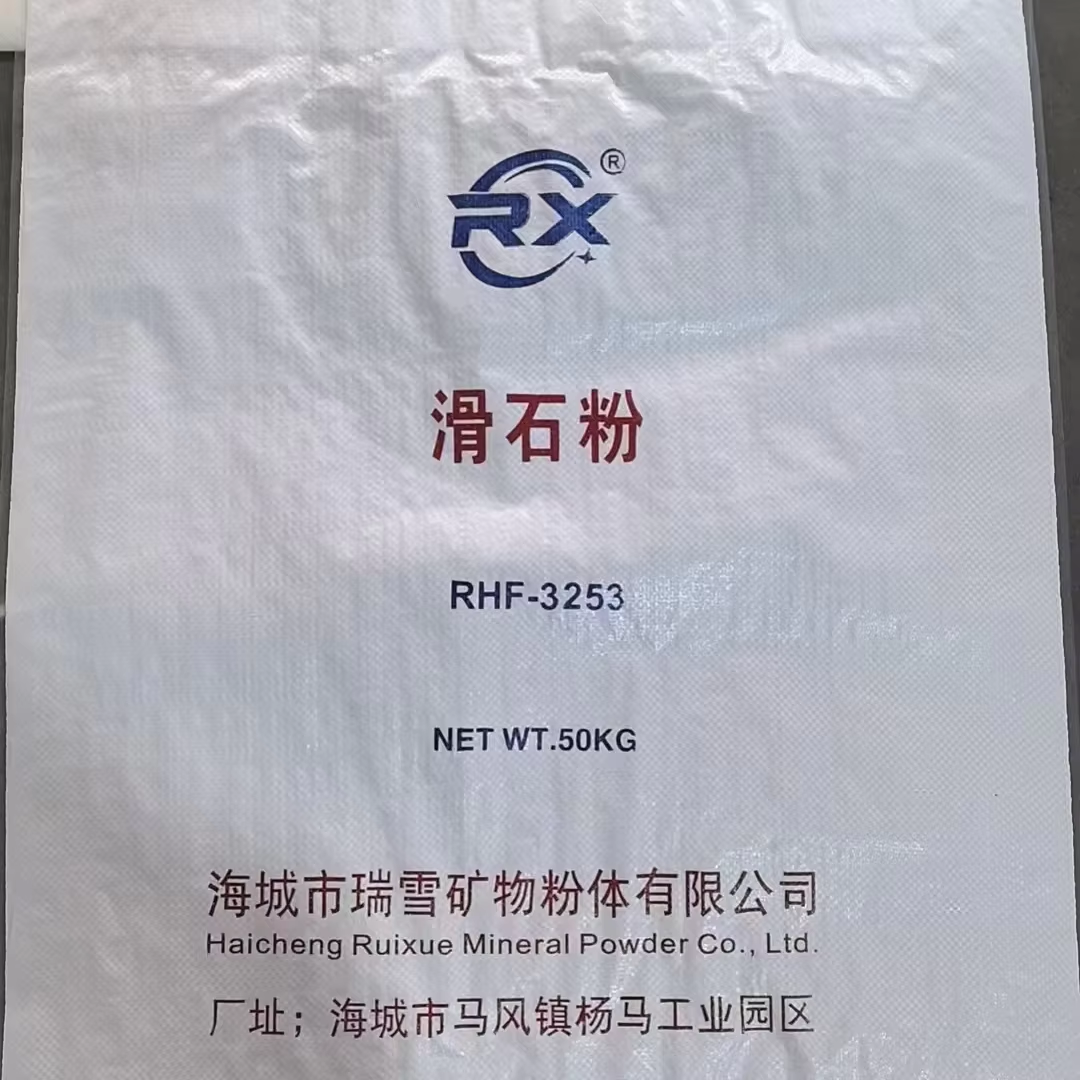 RX®
滑石粉
RHF-3253
NET WT.50KG
海城市瑞雪矿物粉体有限公司
Haicheng Ruixue Mineral Powder Co., Ltd.
厂址；海城市马风镇杨马工业园区